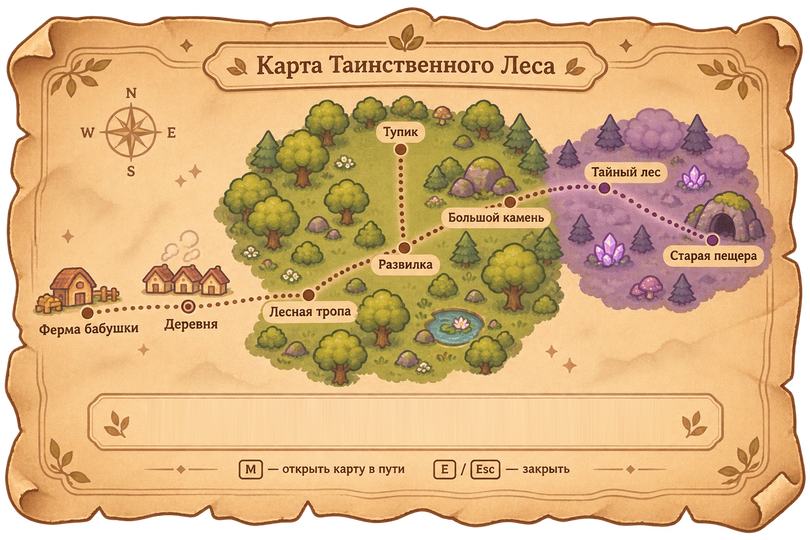 Карта Таинственного Леса
N
W E
S
Тупик
Тайный лес
Большой камень
Старая пещера
Развилка
Лесная тропа
Ферма бабушки
Деревня
M — открыть карту в пути E / Esc — закрыть